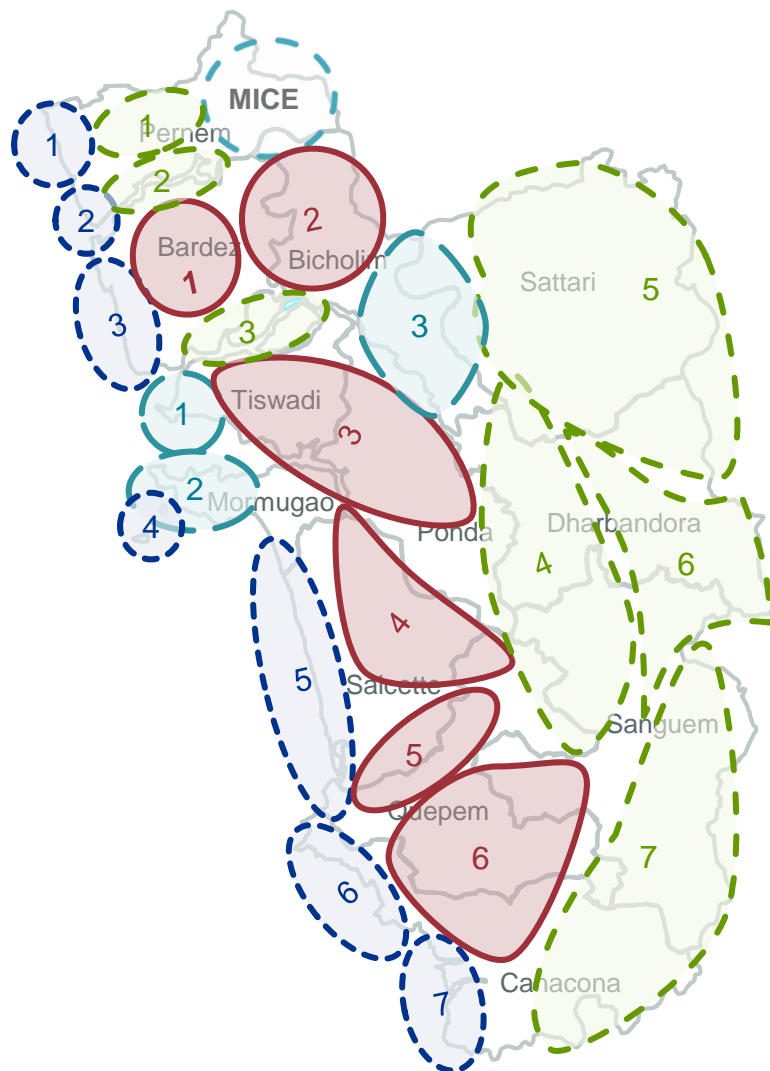 MICE
1
1
Pernem
2
2
2
Bardez
Bicholim
1
Sattari
5
3
3
3
1
Tiswadi
3
2
Mormugao
4
Ponda
Dharbandora
4
6
4
5
Salcette
Sanguem
5
Quepem
6
7
6
Canacona
7